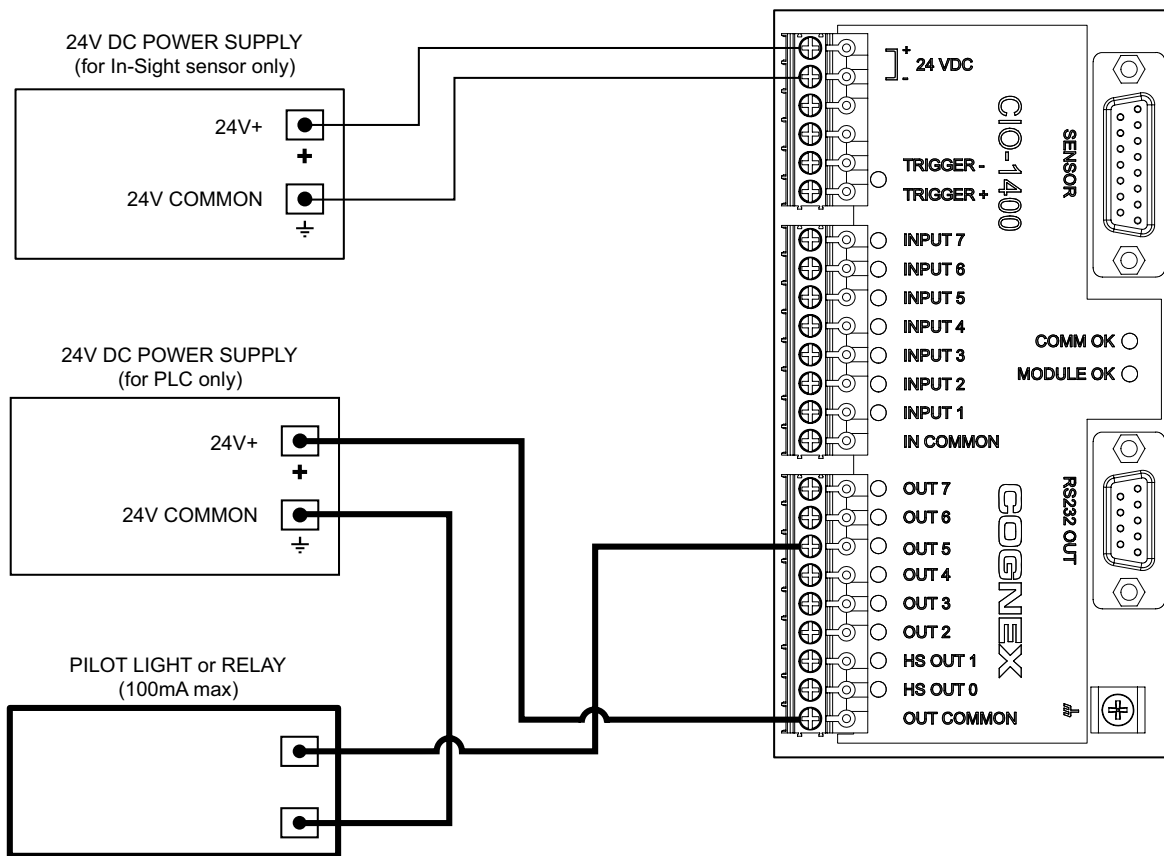 24V DC POWER SUPPLY
(for In-Sight sensor only)
24V+
+
24V COMMON
24V DC POWER SUPPLY
(for PLC only)
24V+
+
24V COMMON
PILOT LIGHT or RELAY
(100mA max)
+
24 VDC
-
TRIGGER -
TRIGGER +
INPUT 7
INPUT 6
INPUT 5
INPUT 4
INPUT 3
INPUT 2
INPUT 1
IN COMMON
OUT 7
OUT 6
OUT 5
OUT 4
OUT 3
OUT 2
HS OUT 1
HS OUT 0
OUT COMMON
CIO-1400
COGNEX
SENSOR
COMM OK
MODULE OK
RS232 OUT